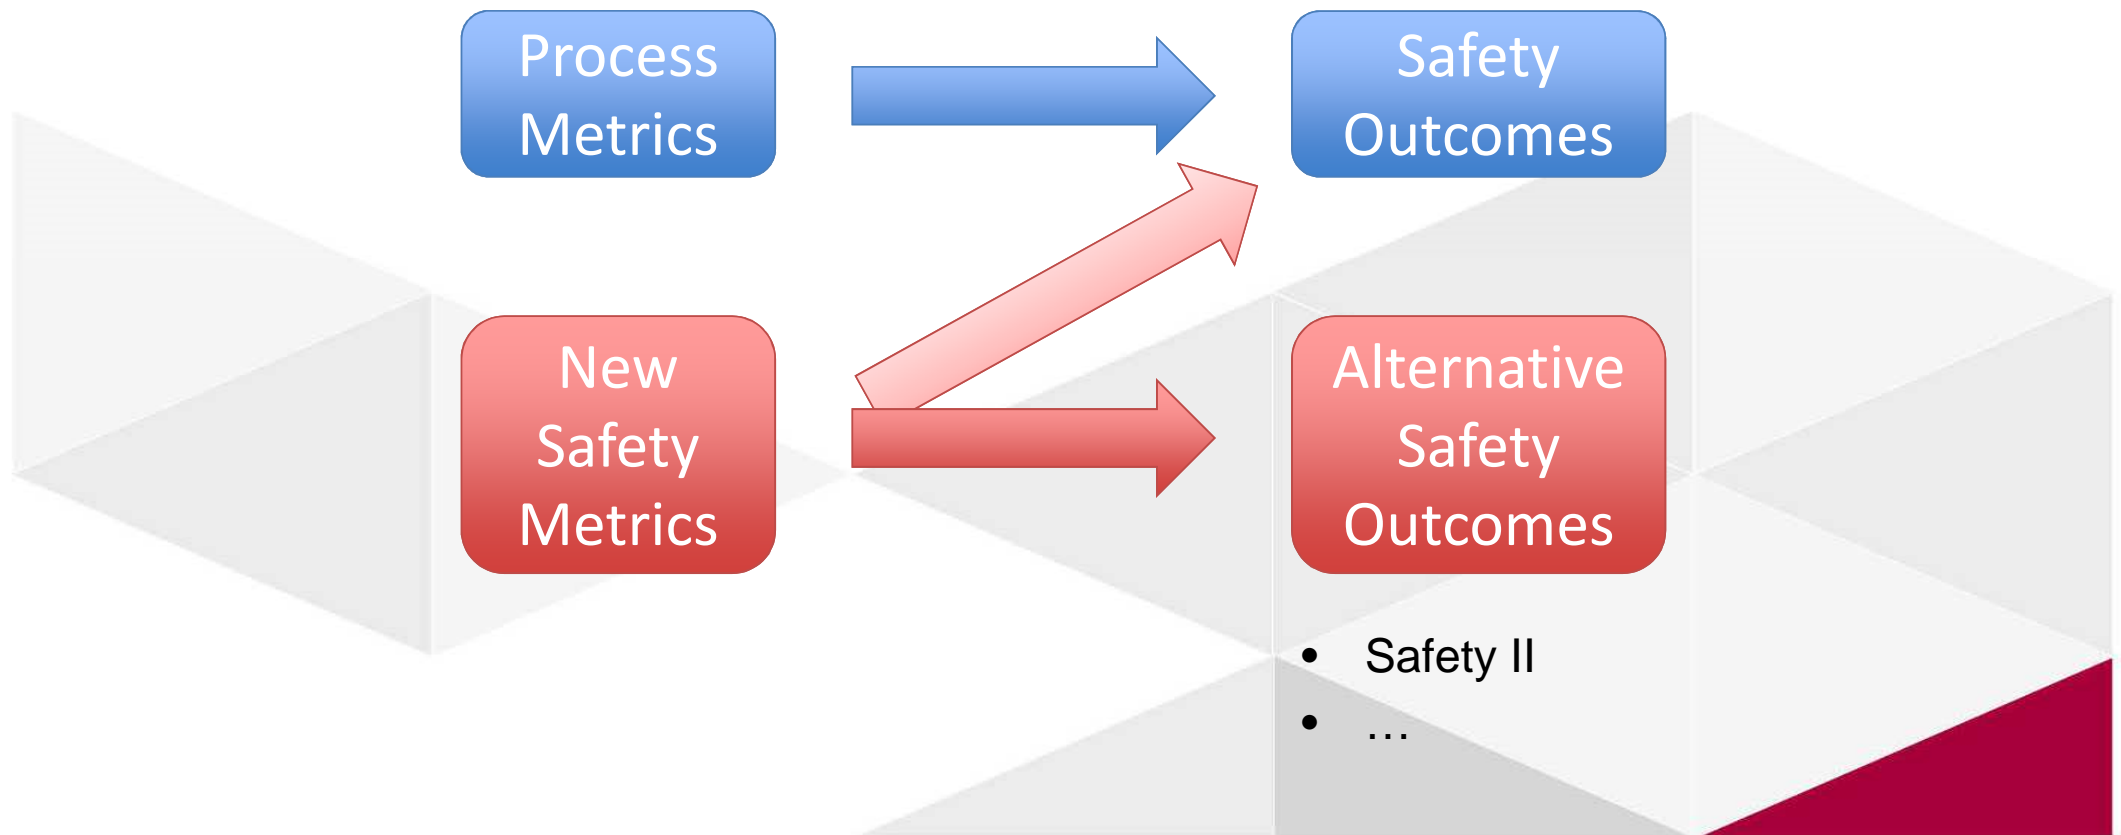 Process
Metrics
Safety
Outcomes
New
Safety
Metrics
Alternative
Safety
Outcomes
• Safety II
• …